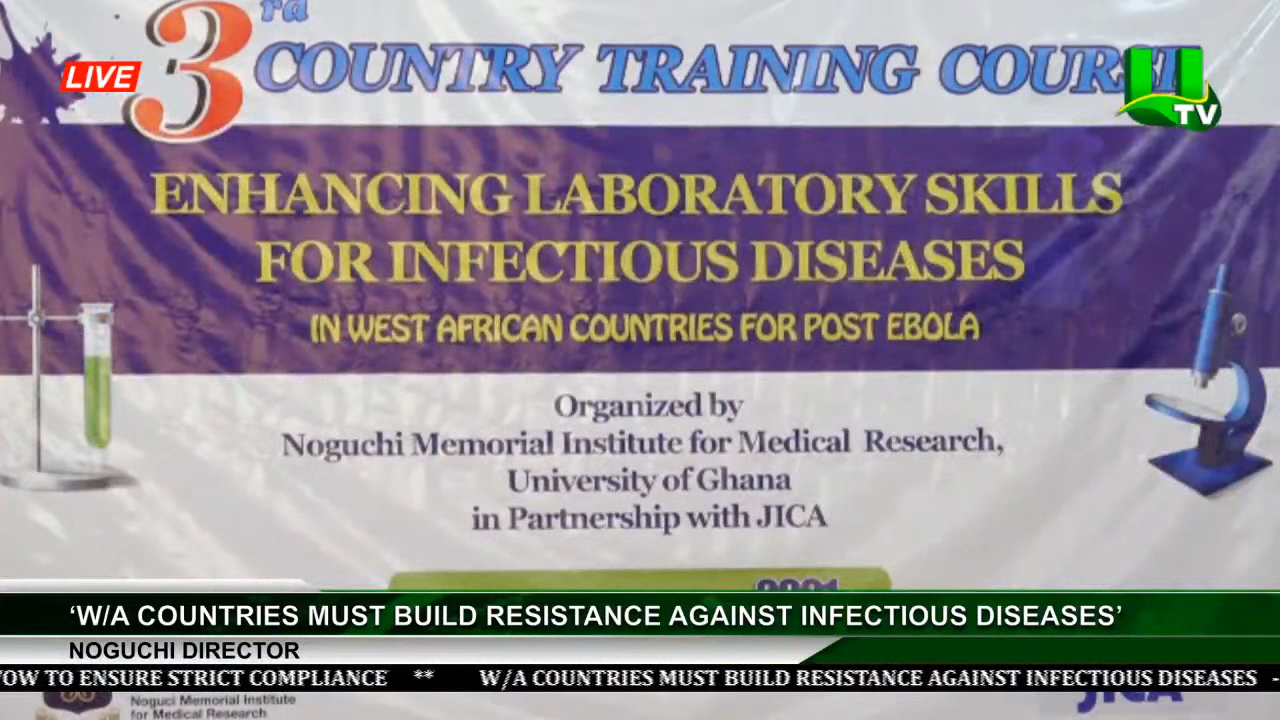 3rd
COUNTRY TRAINING COURSE
LIVE
UTV
ENHANCING LABORATORY SKILLS
FOR INFECTIOUS DISEASES
IN WEST AFRICAN COUNTRIES FOR POST EBOLA
Organized by
Noguchi Memorial Institute for Medical Research,
University of Ghana
in Partnership with JICA
2021
‘W/A COUNTRIES MUST BUILD RESISTANCE AGAINST INFECTIOUS DISEASES’
NOGUCHI DIRECTOR
TO ENSURE STRICT COMPLIANCE ** W/A COUNTRIES MUST BUILD RESISTANCE AGAINST INFECTIOUS DISEASES -
Noguci Memorial Institute
for Medical Research
JICA